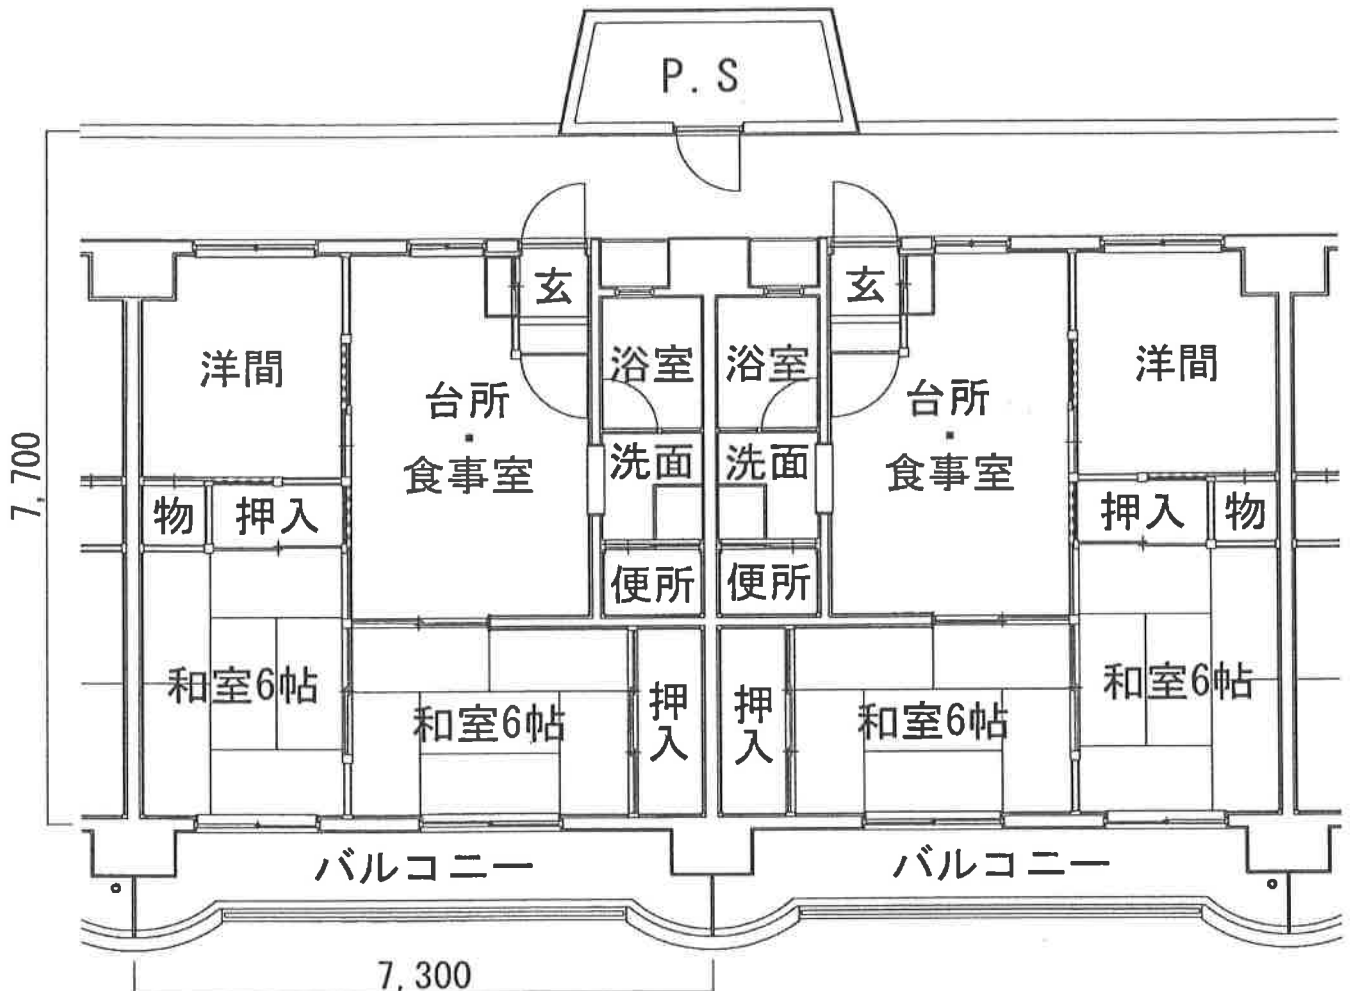 P.S
玄
玄
洋間
台所
・
食事室
浴室
浴室
台所
・
食事室
洋間
洗面
洗面
7,700
物
押入
押入
物
便所
便所
和室6帖
和室6帖
押入
押入
和室6帖
和室6帖
バルコニー
バルコニー
7,300